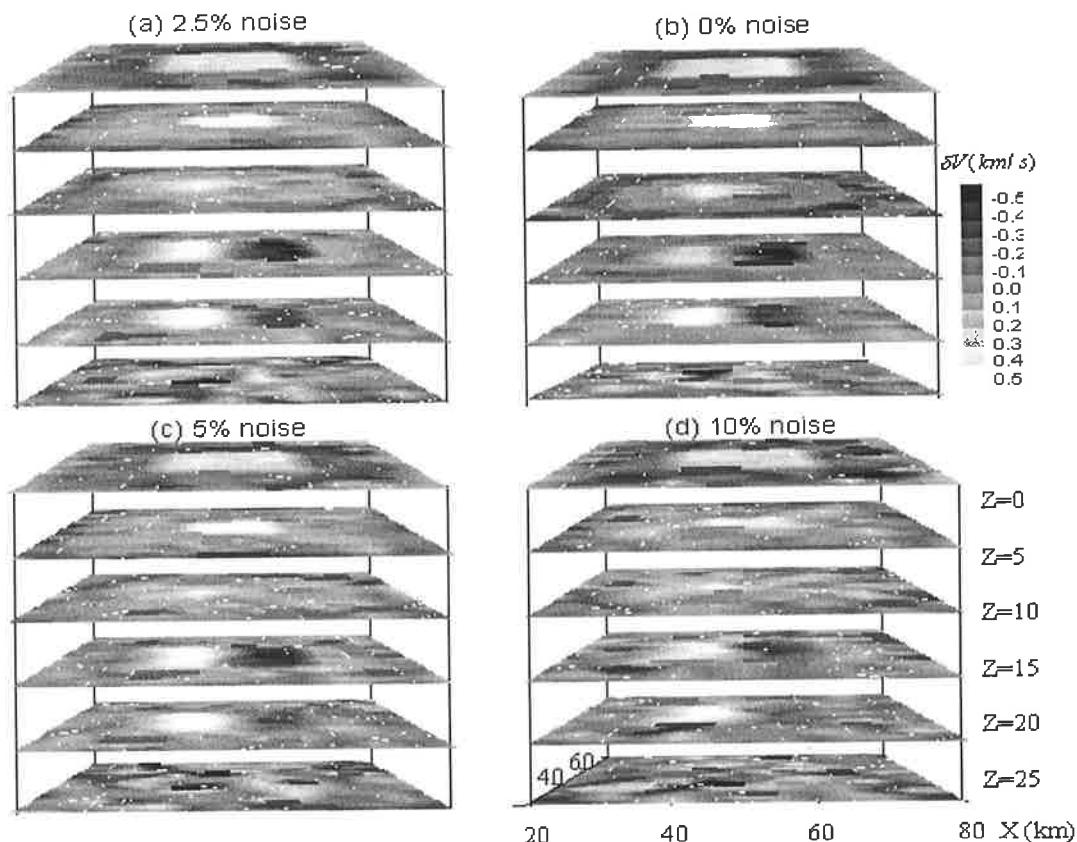 (a) 2.5% noise
(b) 0% noise
δV(km/s)
-0.5
-0.4
-0.3
-0.2
-0.1
0.0
0.1
0.2
0.3
0.4
0.5
(c) 5% noise
(d) 10% noise
Z=0
Z=5
Z=10
Z=15
Z=20
Z=25
60
40
20 40 60 80 X (km)